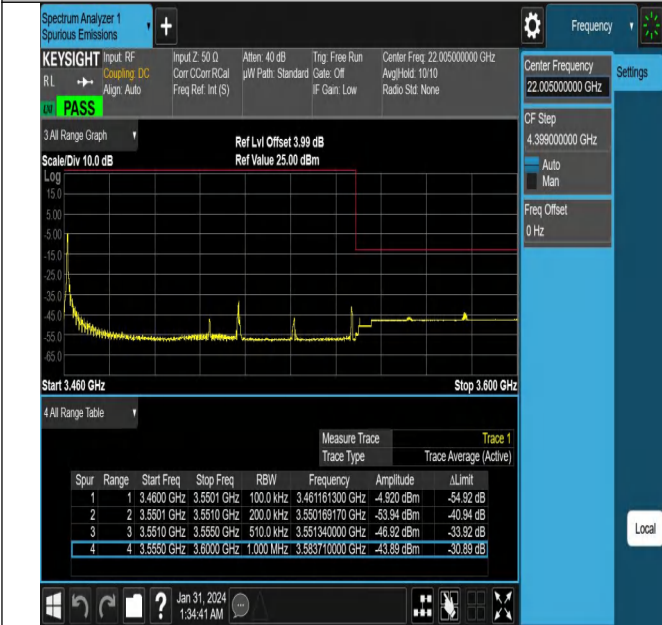 Spectrum Analyzer 1
Spurious Emissions
+
Frequency
KEYSIGHT Input: RF Input Z: 50 Ω Atten: 40 dB Trig: Free Run Center Freq: 22.005000000 GHz
RL Coupling: DC Corr CCorr RCal µW Path: Standard Gate: Off Avg|Hold: 10/10
Align: Auto Freq Ref: Int (S) IF Gain: Low Radio Std: None
PASS
Center Frequency
22.005000000 GHz
Settings
CF Step
4.399000000 GHz
Auto
Man
Freq Offset
0 Hz
3 All Range Graph
Ref Lvl Offset 3.99 dB
Scale/Div 10.0 dB Ref Value 25.00 dBm
Log
15.0
5.00
-5.00
-15.0
-25.0
-35.0
-45.0
-55.0
-65.0
Start 3.460 GHz Stop 3.600 GHz
4 All Range Table
Measure Trace Trace 1
Trace Type Trace Average (Active)
Spur Range Start Freq Stop Freq RBW Frequency Amplitude ΔLimit
1 1 3.4600 GHz 3.5501 GHz 100.0 kHz 3.461161300 GHz -4.920 dBm -54.92 dB
2 2 3.5501 GHz 3.5510 GHz 200.0 kHz 3.550169170 GHz -53.94 dBm -40.94 dB
3 3 3.5510 GHz 3.5550 GHz 510.0 kHz 3.551340000 GHz -46.92 dBm -33.92 dB
4 4 3.5550 GHz 3.6000 GHz 1.000 MHz 3.583710000 GHz -43.89 dBm -30.89 dB
Local
? Jan 31, 2024
1:34:41 AM